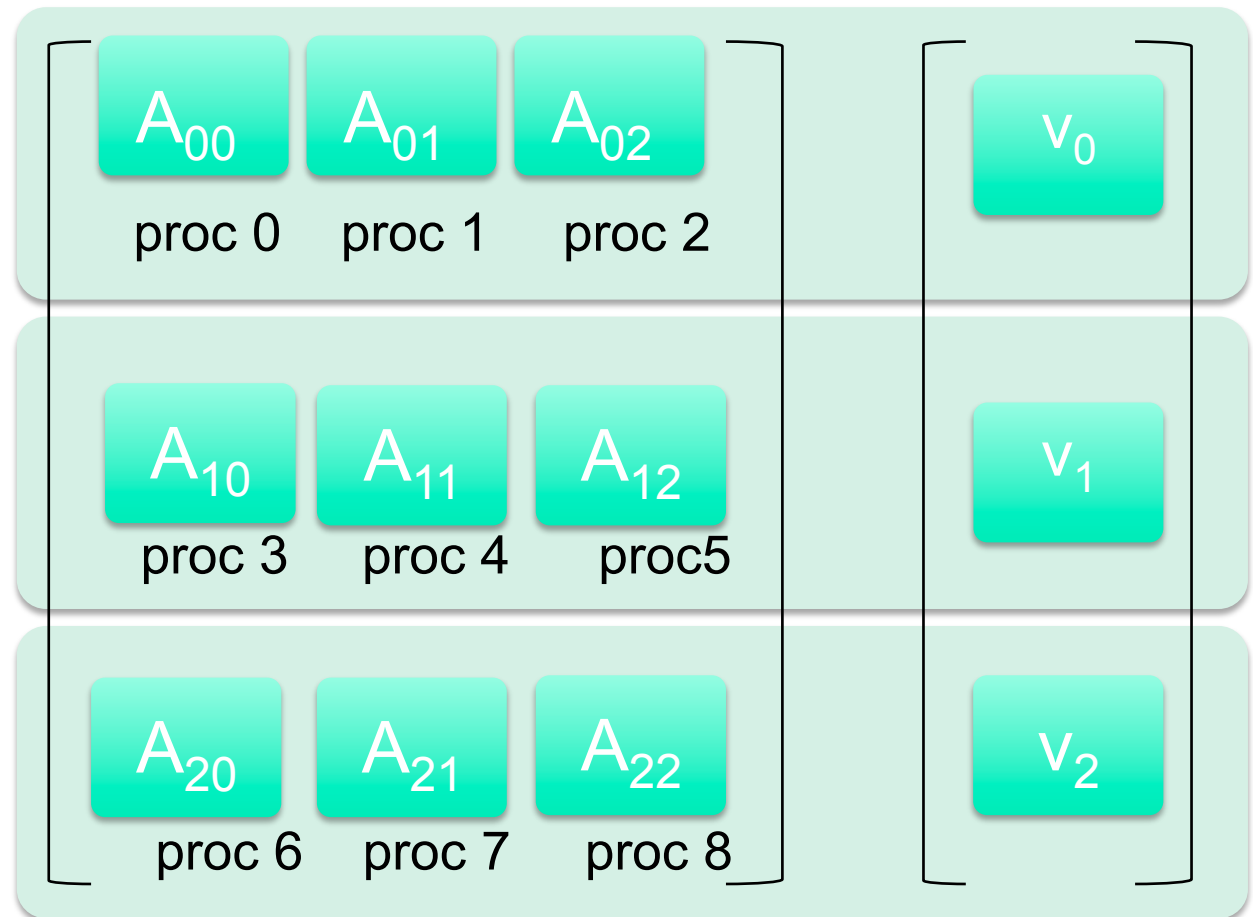 A₀₀ A₀₁ A₀₂ v₀
proc 0 proc 1 proc 2
A₁₀ A₁₁ A₁₂ v₁
proc 3 proc 4 proc5
A₂₀ A₂₁ A₂₂ v₂
proc 6 proc 7 proc 8